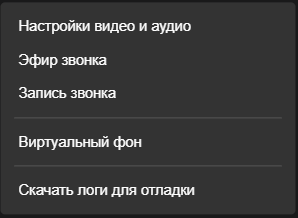 Настройки видео и аудио
Эфир звонка
Запись звонка
Виртуальный фон
Скачать логи для отладки